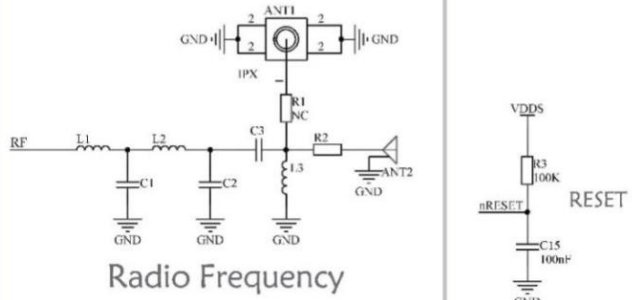 ANT1
2 2
GND GND
2 2
IPX
1
R1
NC
RF L1 L2 C3 R2
C1 C2 L3 ANT2
GND
GND GND GND
Radio Frequency
VDDS
R3
100K
nRESET RESET
C15
100nF
GND